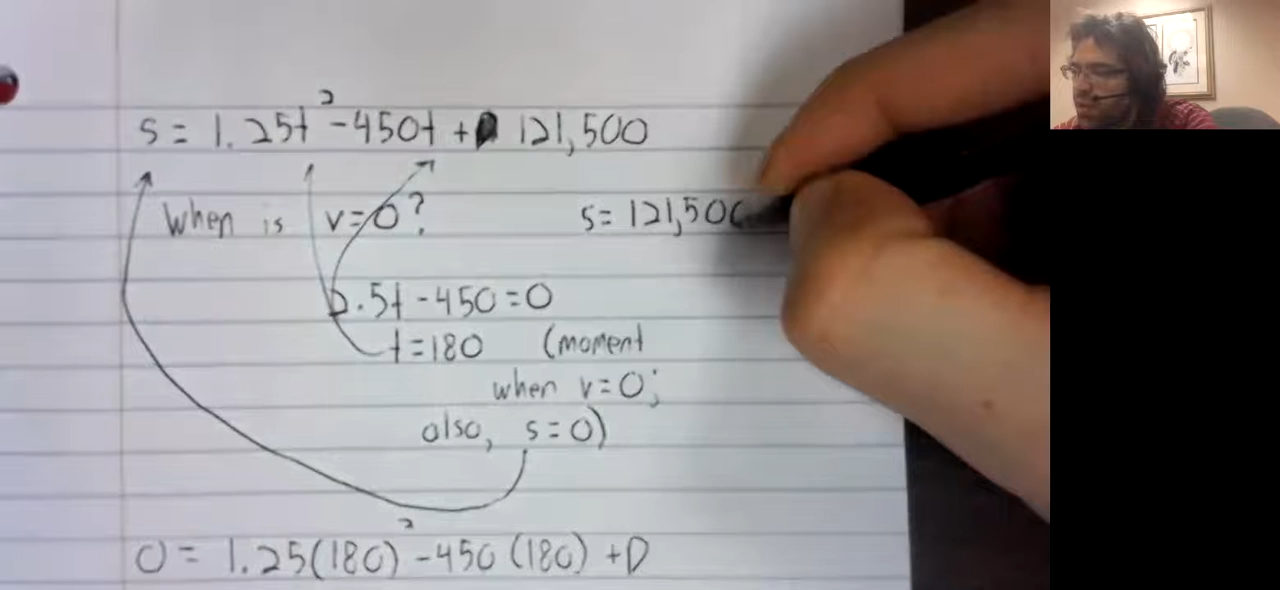 s = 1.25t² - 450t + 121,500
When is v=0? s= 121,500
2.5t - 450 = 0
t = 180 (moment
when v=0;
also, s=0)
0 = 1.25(180)² - 450 (180) + D